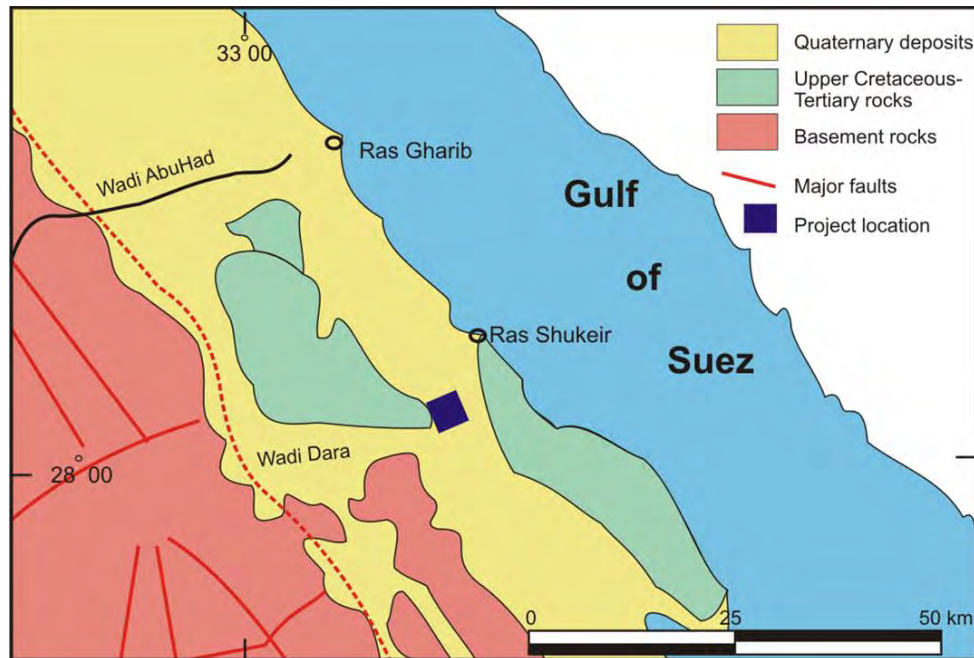 33°00
Quaternary deposits
Upper Cretaceous-
Tertiary rocks
Basement rocks
Major faults
Project location
Ras Gharib
Wadi AbuHad
Gulf
of
Suez
Ras Shukeir
Wadi Dara
28°00
0 25 50 km